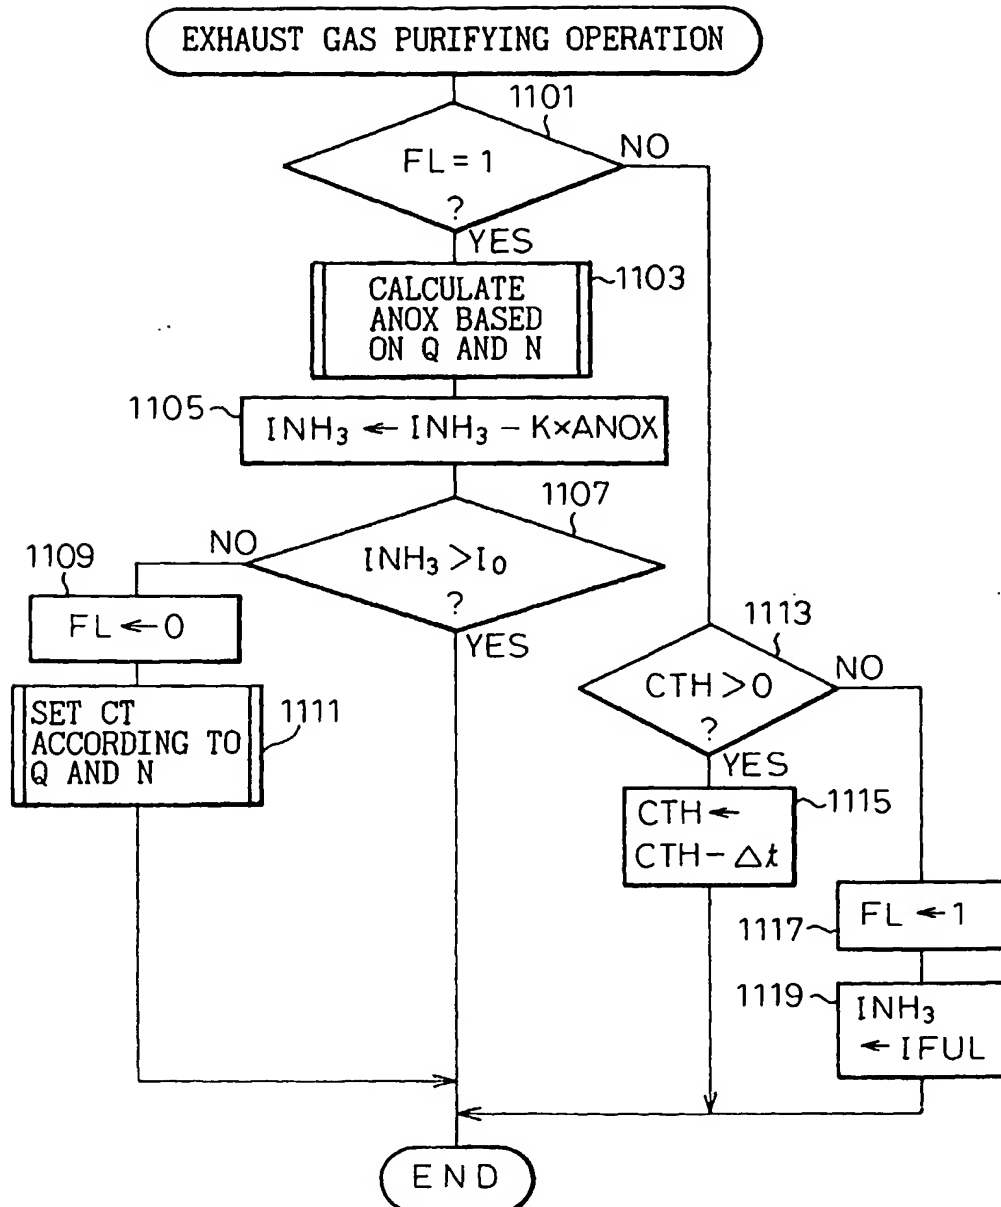 EXHAUST GAS PURIFYING OPERATION
1101
FL = 1
?
NO
YES
CALCULATE
ANOX BASED
ON Q AND N
1103
1105
INH₃ ← INH₃ − K×ANOX
1107
INH₃ >I₀
?
NO
YES
1109
FL ← 0
SET CT
ACCORDING TO
Q AND N
1111
1113
CTH > 0
?
NO
YES
CTH ←
CTH − Δt
1115
FL ← 1
1117
1119
INH₃
← IFUL
END